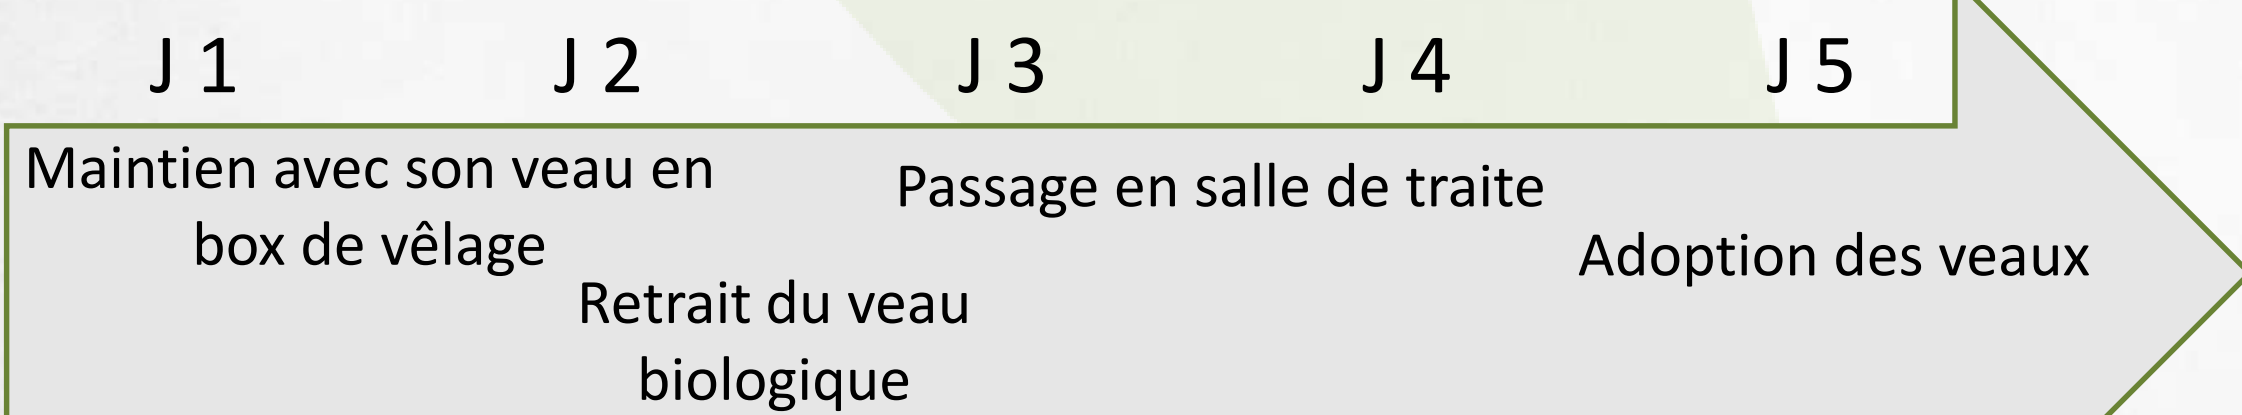 J 1 J 2 J 3 J 4 J 5
Maintien avec son veau en
box de vêlage
Retrait du veau
biologique
Passage en salle de traite
Adoption des veaux